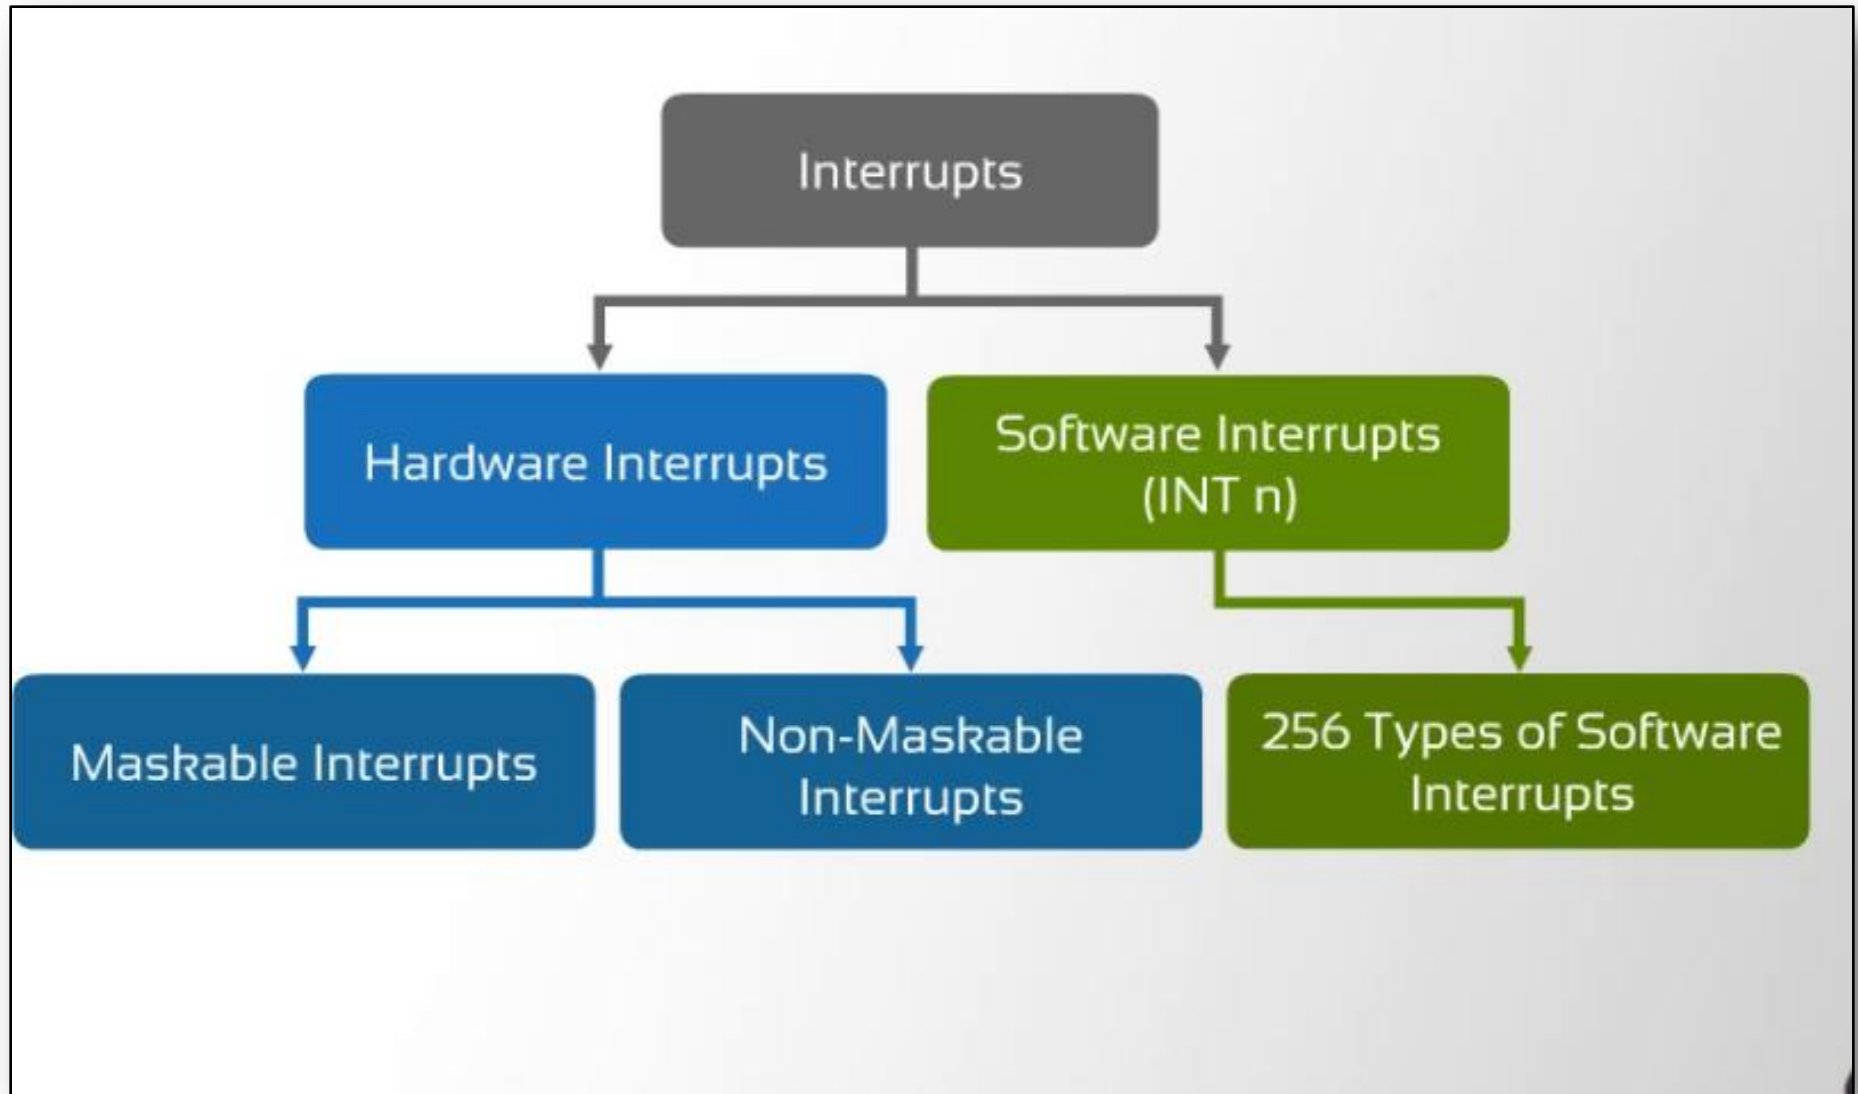 Interrupts
Hardware Interrupts
Software Interrupts
(INT n)
Maskable Interrupts
Non-Maskable
Interrupts
256 Types of Software
Interrupts